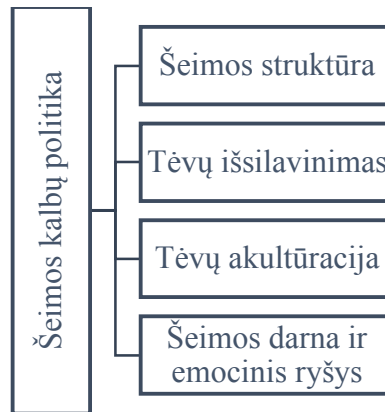 Šeimos kalbų politika
Šeimos struktūra
Tėvų išsilavinimas
Tėvų akultūracija
Šeimos darna ir
emocinis ryšys